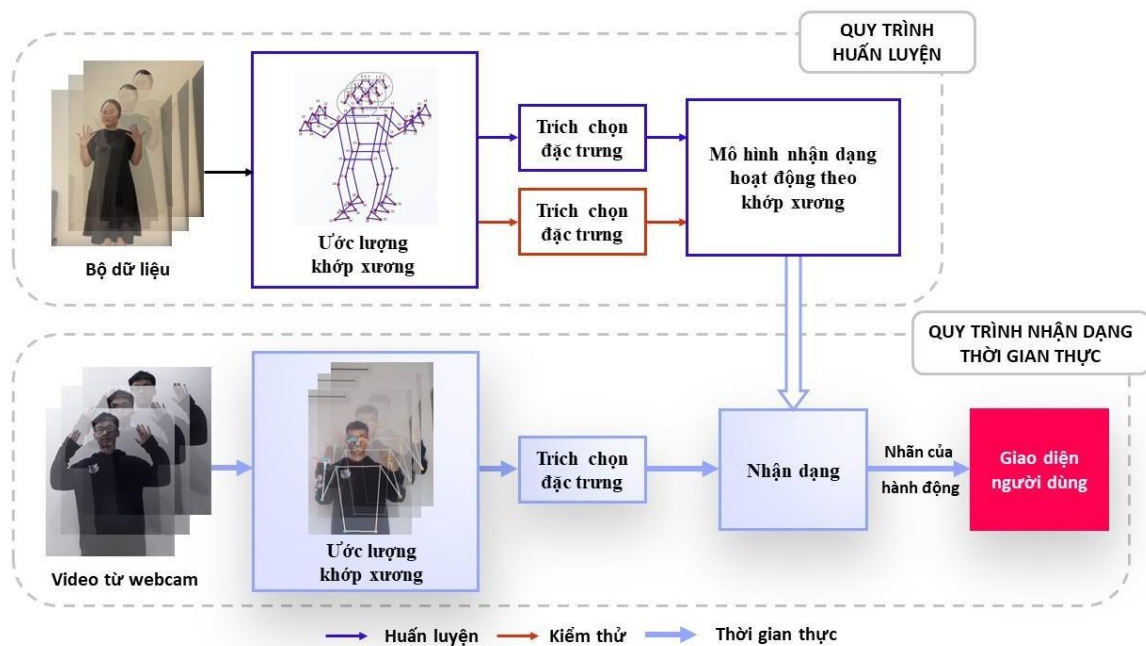 QUY TRÌNH
HUẤN LUYỆN
Trích chọn
đặc trưng
Mô hình nhận dạng
hoạt động theo
khớp xương
Trích chọn
đặc trưng
Ước lượng
khớp xương
Bộ dữ liệu
QUY TRÌNH NHẬN DẠNG
THỜI GIAN THỰC
Trích chọn
đặc trưng
Nhận dạng
Nhãn của
hành động
Giao diện
người dùng
Ước lượng
khớp xương
Video từ webcam
Huấn luyện
Kiểm thử
Thời gian thực